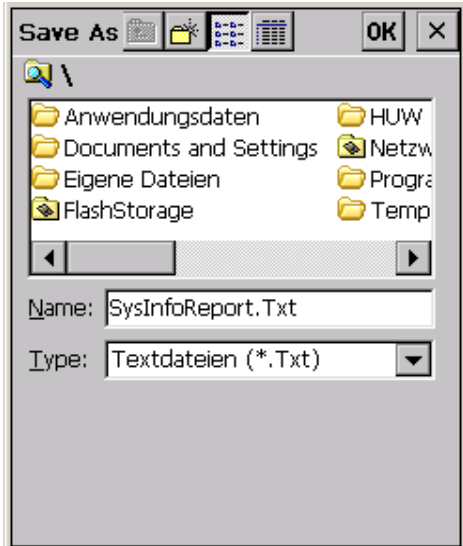 Save As OK ×
\
Anwendungsdaten HUW
Documents and Settings Netzw
Eigene Dateien Progra
FlashStorage Temp
Name: SysInfoReport.Txt
Type: Textdateien (*.Txt)